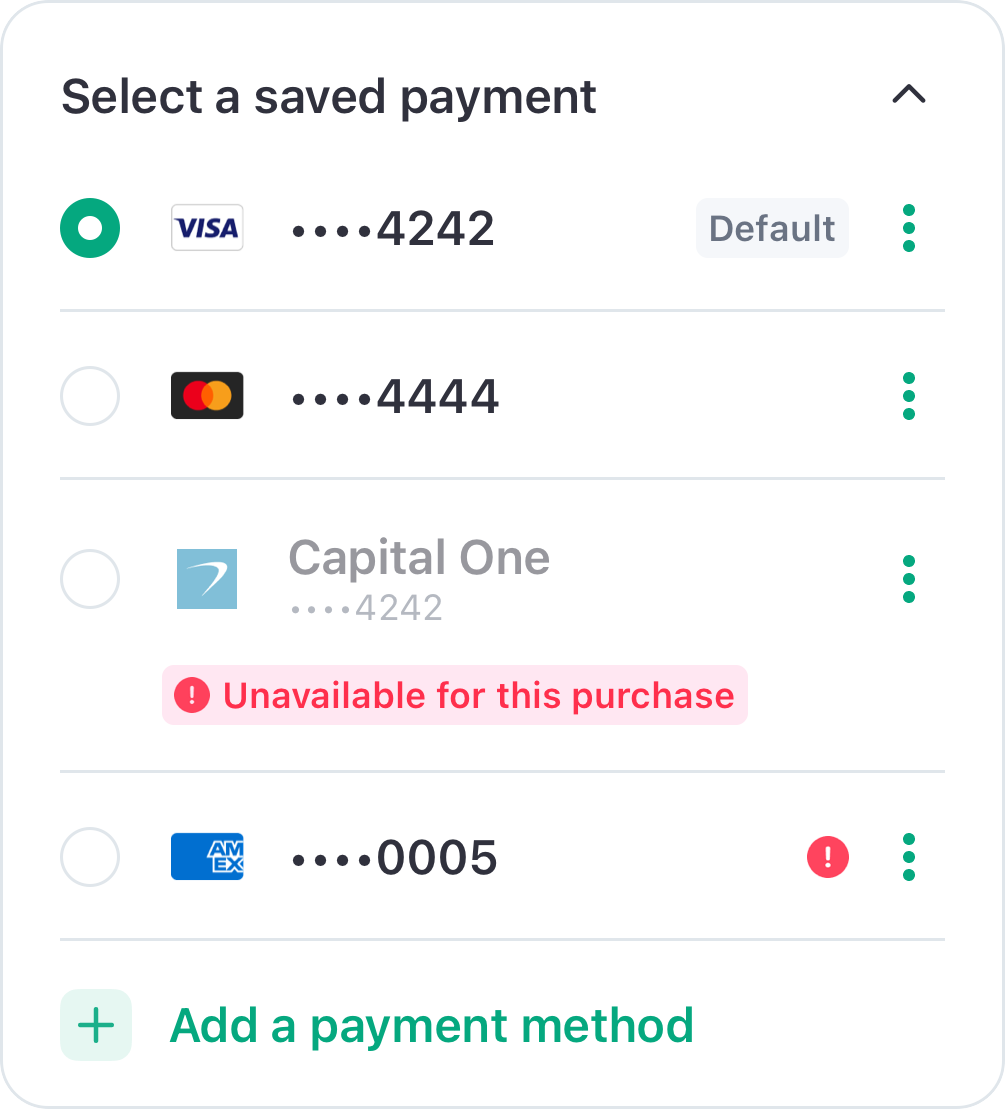 Select a saved payment
VISA ••••4242 Default
••••4444
Capital One
••••4242
! Unavailable for this purchase
AM
EX ••••0005 !
Add a payment method